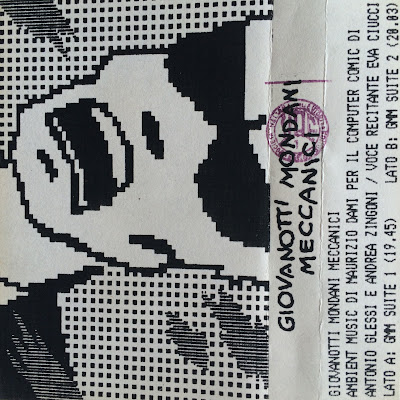 GIOVANOTTI MONDANI
MECCANICI
GIOVANOTTI MONDANI MECCANICI
AMBIENT MUSIC DI MAURIZIO DAMI PER IL COMPUTER COMIC DI
ANTONIO GLESSI E ANDREA ZINGONI / VOCE RECITANTE EVA CIUCCI
LATO A: GMM SUITE 1 (19.45) LATO B: GMM SUITE 2 (20.03)